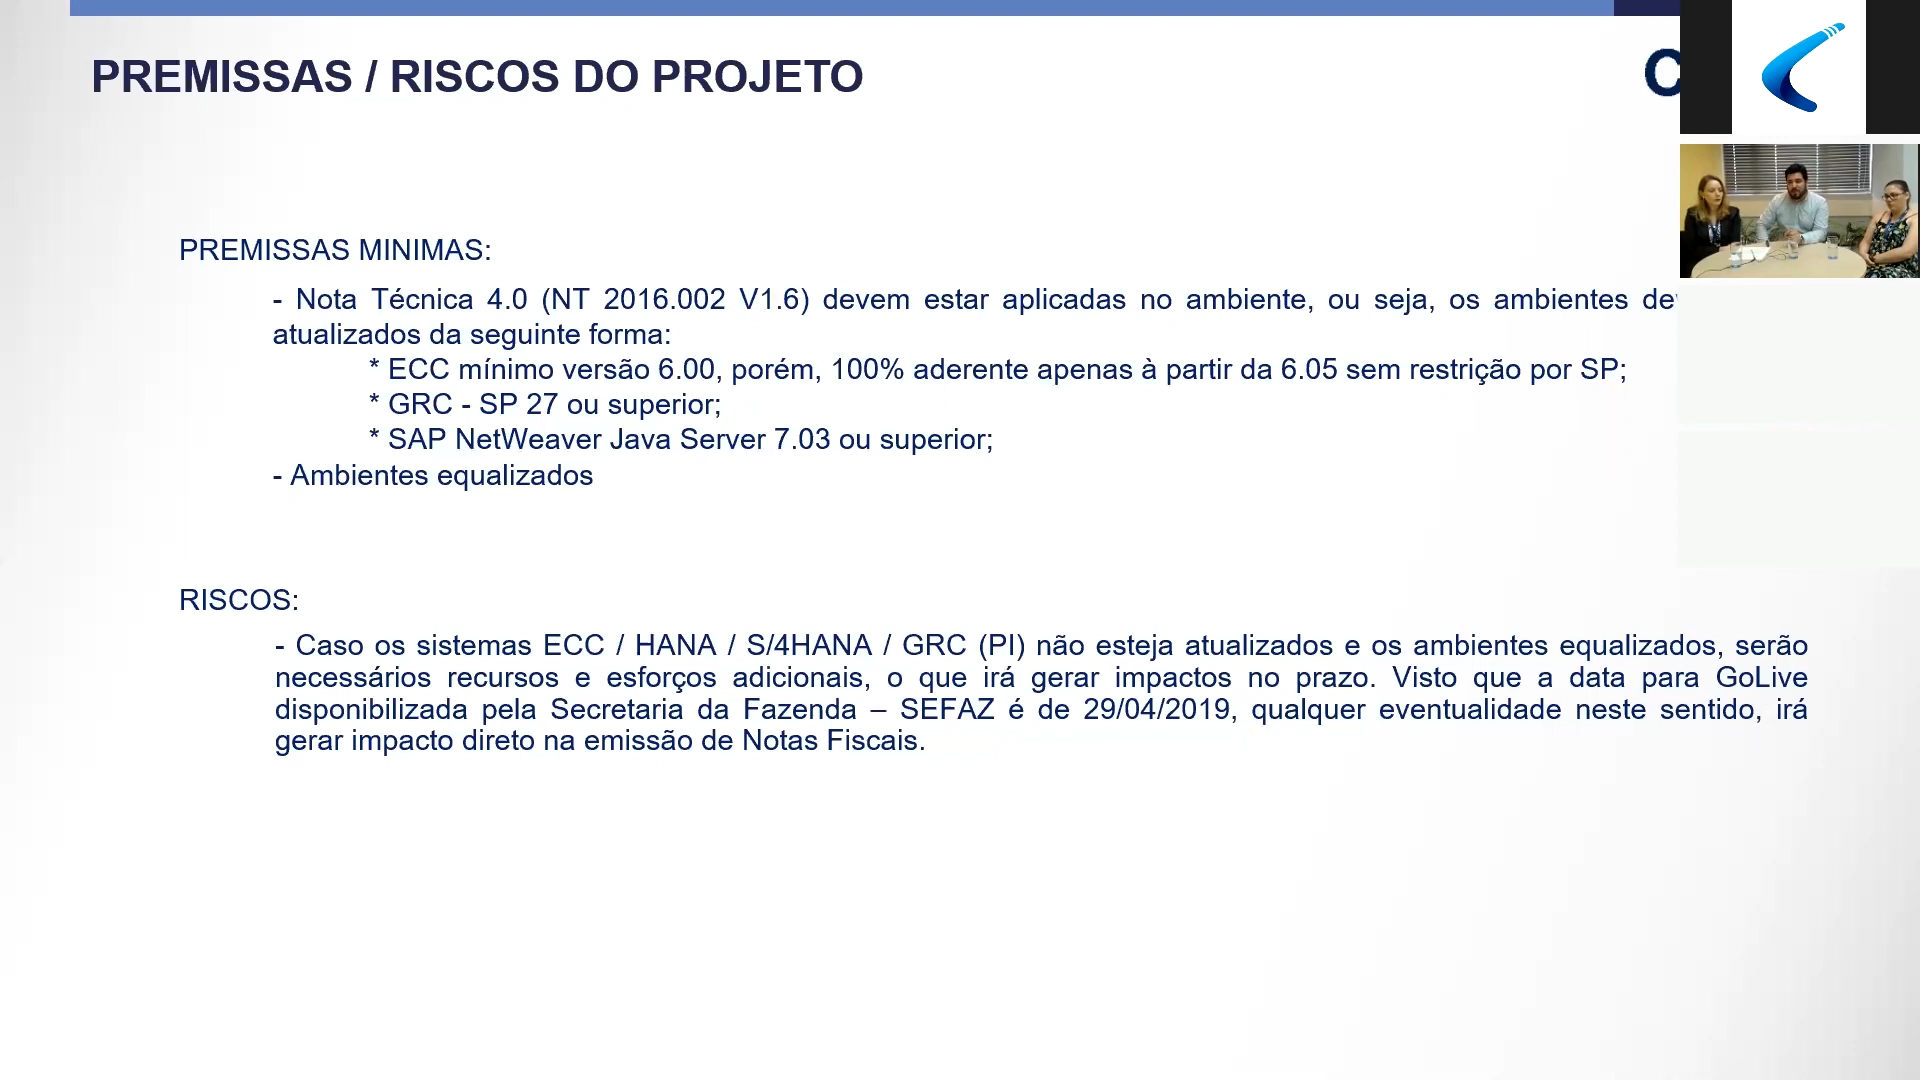 PREMISSAS / RISCOS DO PROJETO
C
PREMISSAS MINIMAS:
- Nota Técnica 4.0 (NT 2016.002 V1.6) devem estar aplicadas no ambiente, ou seja, os ambientes
atualizados da seguinte forma:
* ECC mínimo versão 6.00, porém, 100% aderente apenas à partir da 6.05 sem restrição por SP;
* GRC - SP 27 ou superior;
* SAP NetWeaver Java Server 7.03 ou superior;
- Ambientes equalizados
RISCOS:
- Caso os sistemas ECC / HANA / S/4HANA / GRC (PI) não esteja atualizados e os ambientes equalizados, serão
necessários recursos e esforços adicionais, o que irá gerar impactos no prazo. Visto que a data para GoLive
disponibilizada pela Secretaria da Fazenda – SEFAZ é de 29/04/2019, qualquer eventualidade neste sentido, irá
gerar impacto direto na emissão de Notas Fiscais.